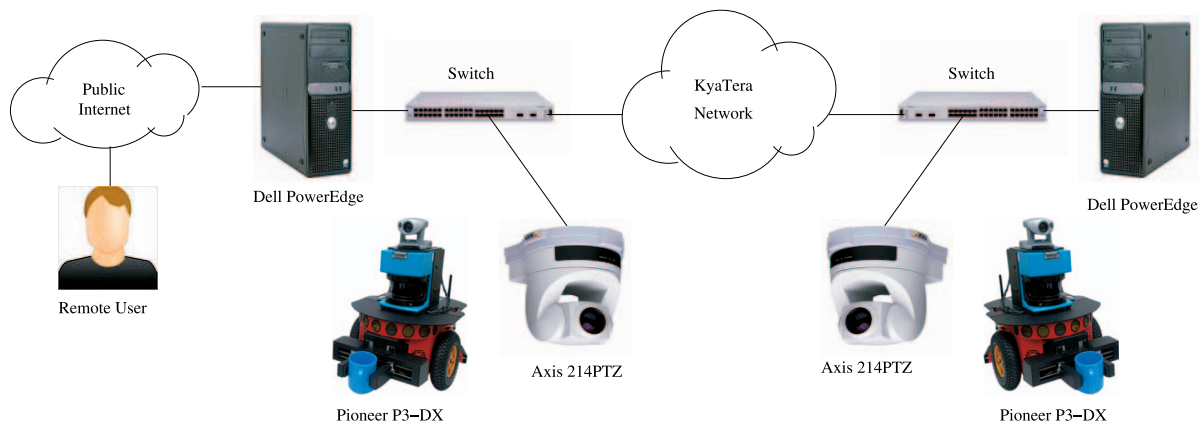 Public
Internet
Remote User
Dell PowerEdge
Switch
KyaTera
Network
Switch
Dell PowerEdge
Axis 214PTZ
Axis 214PTZ
Pioneer P3−DX
Pioneer P3−DX